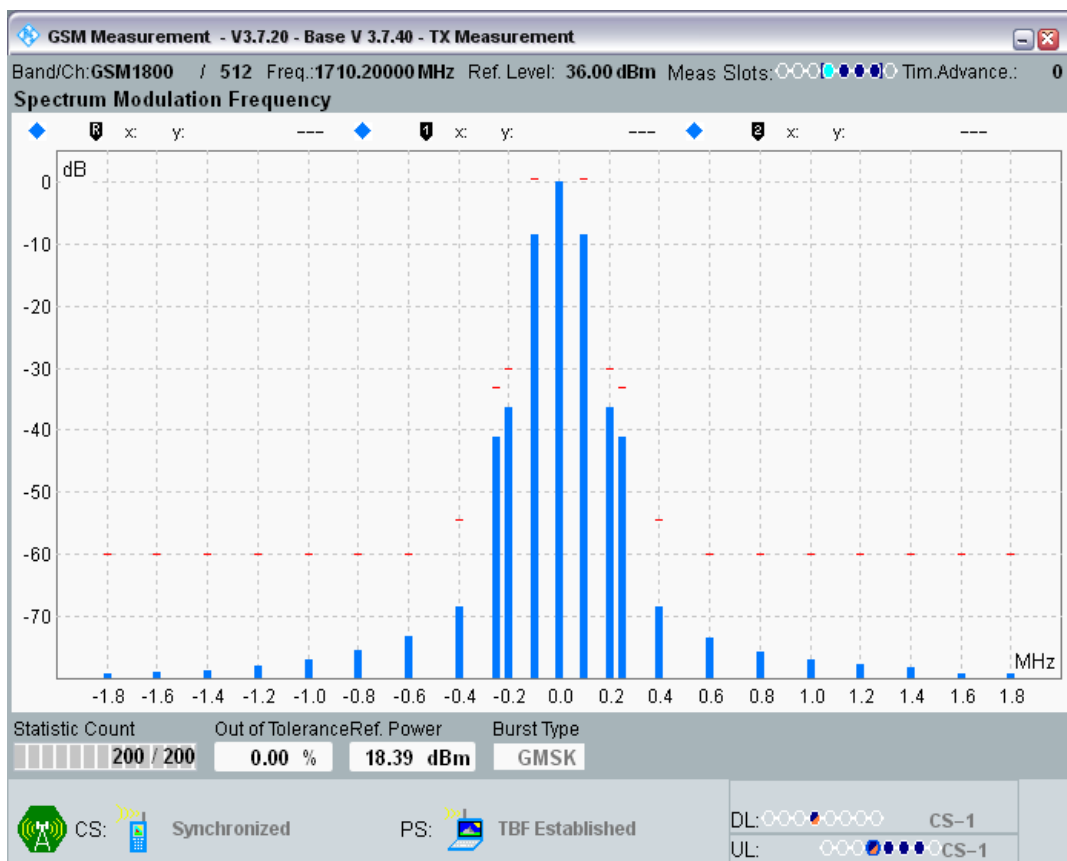 GSM Measurement - V3.7.20 - Base V 3.7.40 - TX Measurement
Band/Ch:GSM1800 / 512 Freq.:1710.20000 MHz Ref. Level: 36.00 dBm Meas Slots: Tim.Advance.: 0
Spectrum Modulation Frequency
R x: y: --- 1 x: y: --- 2 x: y: ---
dB
0
-10
-20
-30
-40
-50
-60
-70
MHz
-1.8 -1.6 -1.4 -1.2 -1.0 -0.8 -0.6 -0.4 -0.2 0.0 0.2 0.4 0.6 0.8 1.0 1.2 1.4 1.6 1.8
Statistic Count Out of Tolerance Ref. Power Burst Type
200 / 200 0.00 % 18.39 dBm GMSK
CS: Synchronized PS: TBF Established DL: CS-1
UL: CS-1